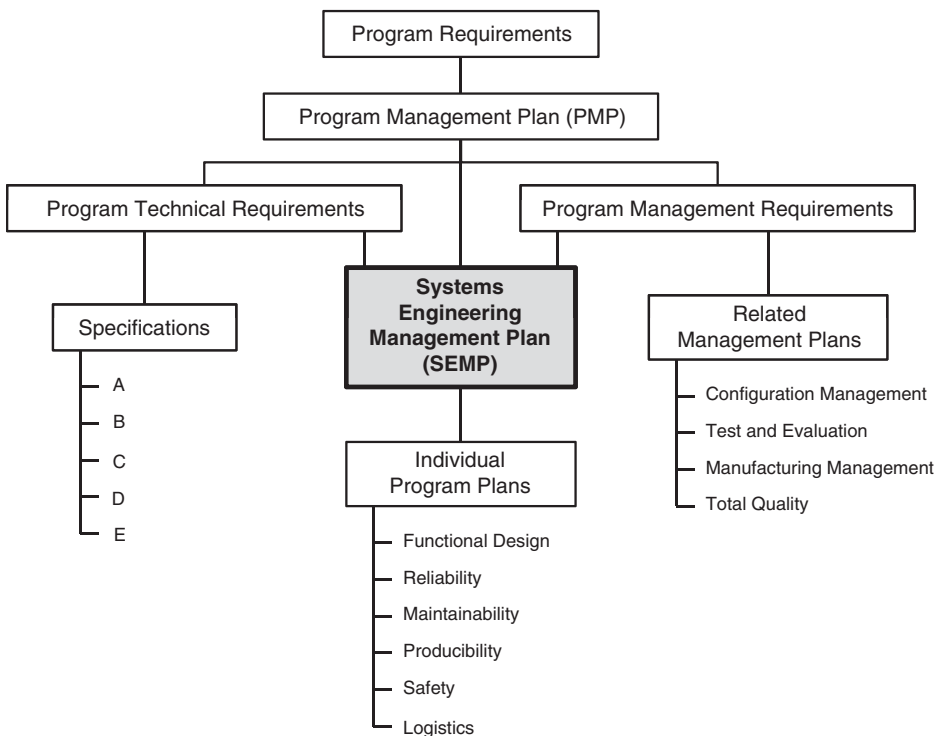 Program Requirements
Program Management Plan (PMP)
Program Technical Requirements
Program Management Requirements
Systems
Engineering
Management Plan
(SEMP)
Specifications
A
B
C
D
E
Related
Management Plans
Configuration Management
Test and Evaluation
Manufacturing Management
Total Quality
Individual
Program Plans
Functional Design
Reliability
Maintainability
Producibility
Safety
Logistics